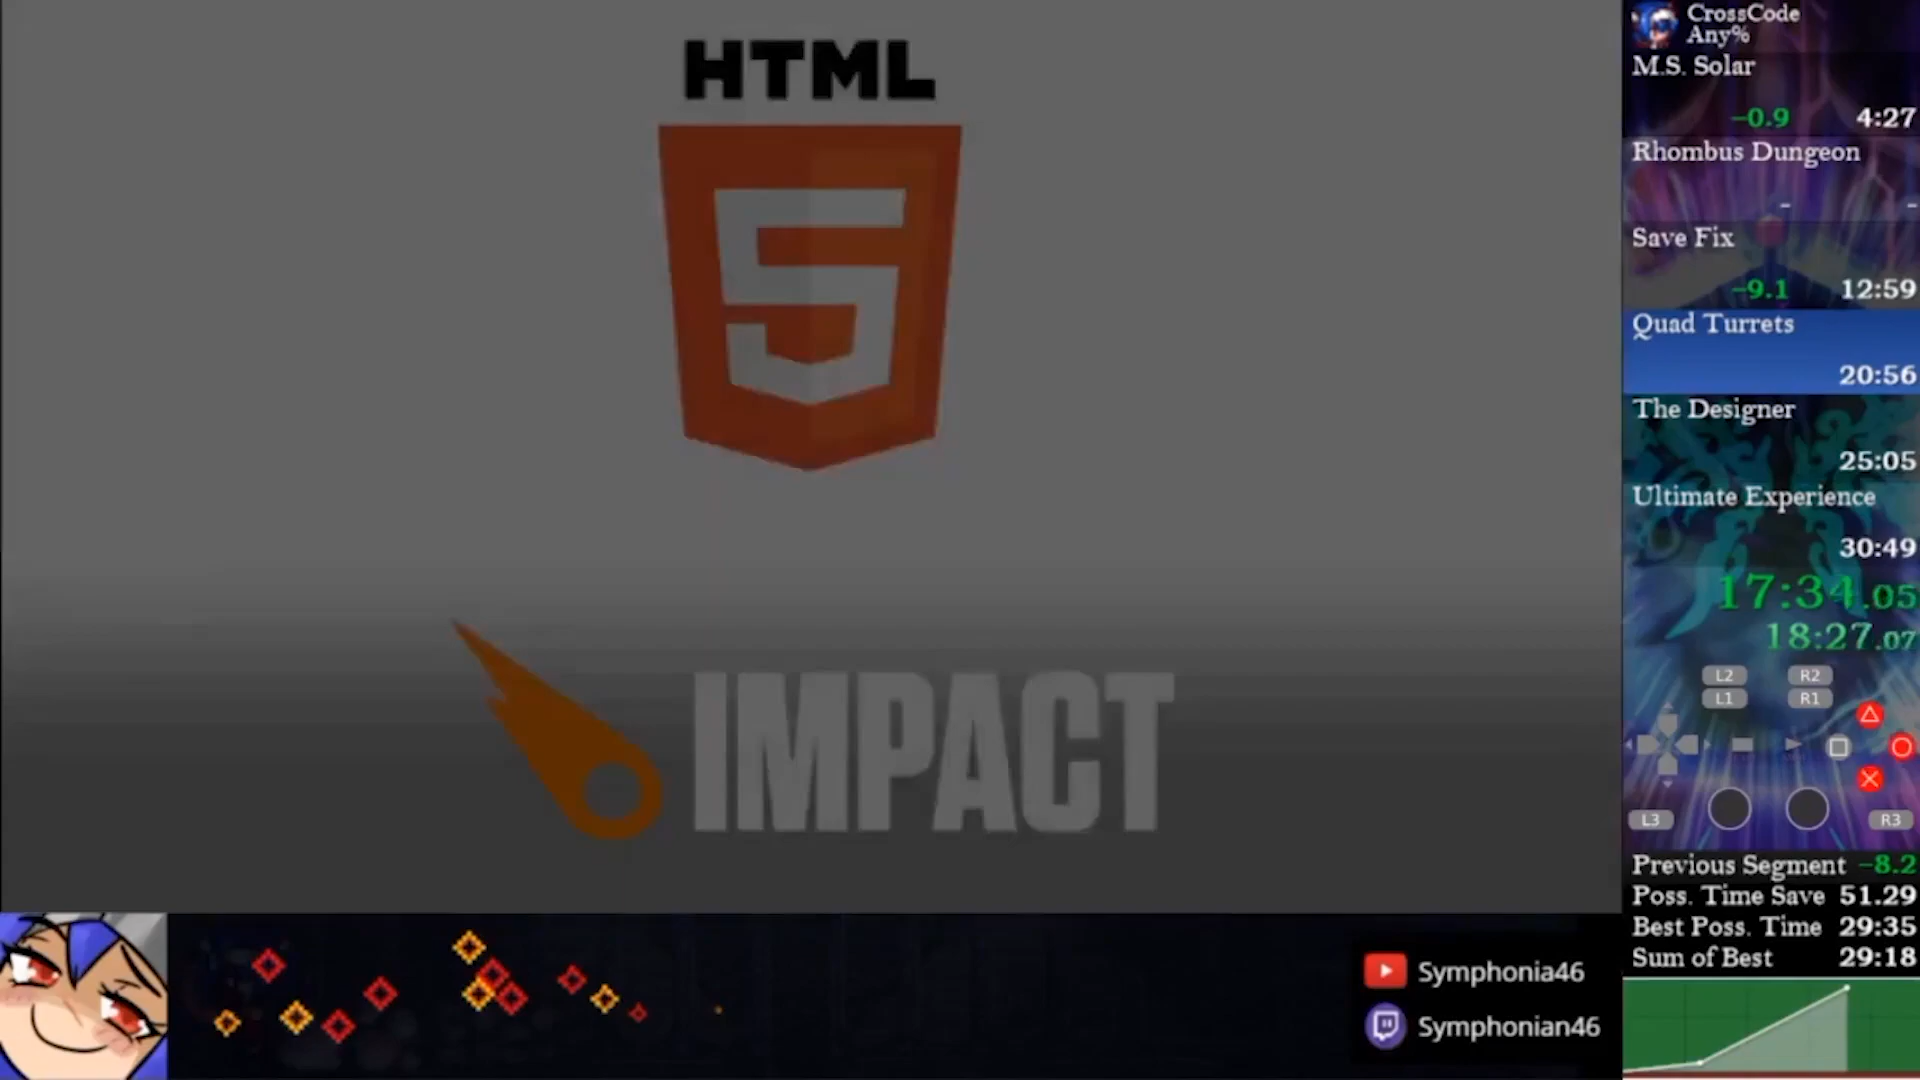 HTML
5
IMPACT
CrossCode
Any%
M.S. Solar
-0.9 4:27
Rhombus Dungeon
- -
Save Fix
-9.1 12:59
Quad Turrets
20:56
The Designer
25:05
Ultimate Experience
30:49
17:34.05
18:27.07
L2 R2
L1 R1
L3 R3
Previous Segment -8.2
Poss. Time Save 51.29
Best Poss. Time 29:35
Sum of Best 29:18
Symphonia46
Symphonian46